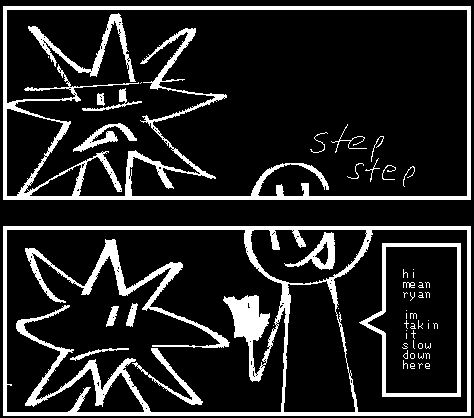 step
step
hi
mean
ryan
im
takin
it
slow
down
here